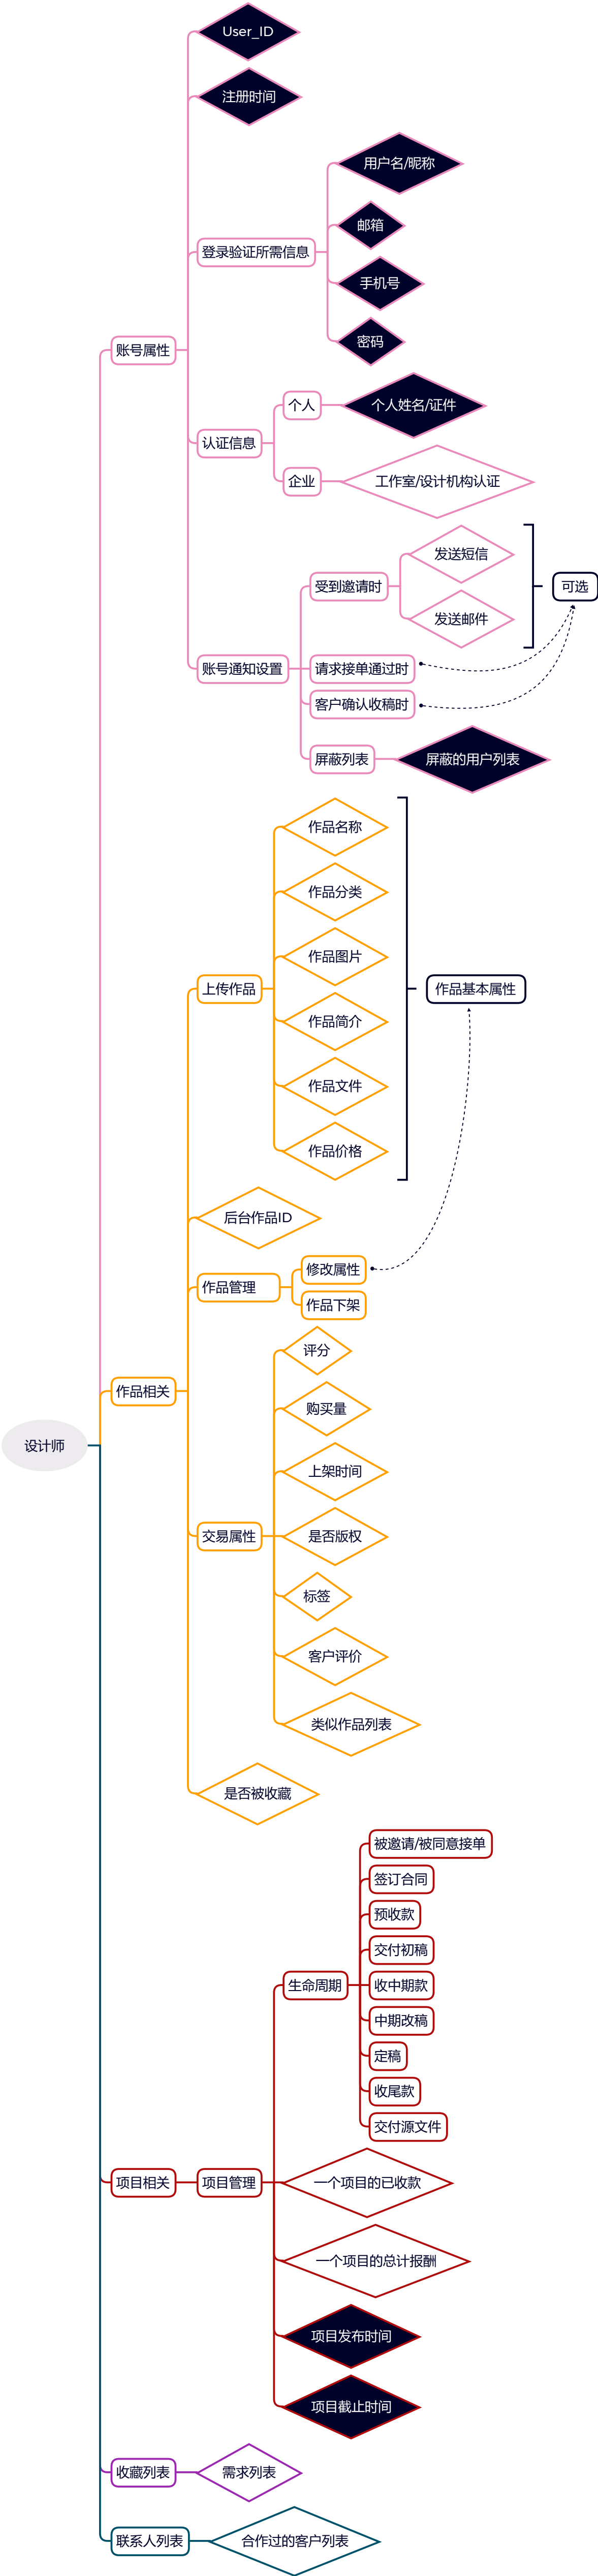 User_ID
注册时间
用户名/昵称
邮箱
登录验证所需信息
手机号
密码
账号属性
个人
个人姓名/证件
认证信息
企业
工作室/设计机构认证
发送短信
受到邀请时
可选
发送邮件
账号通知设置
请求接单通过时
客户确认收稿时
屏蔽列表
屏蔽的用户列表
作品名称
作品分类
作品图片
上传作品
作品基本属性
作品简介
作品文件
作品价格
后台作品ID
修改属性
作品管理
作品下架
评分
作品相关
购买量
设计师
上架时间
交易属性
是否版权
标签
客户评价
类似作品列表
是否被收藏
被邀请/被同意接单
签订合同
预收款
交付初稿
生命周期
收中期款
中期改稿
定稿
收尾款
交付源文件
项目相关
项目管理
一个项目的已收款
一个项目的总计报酬
项目发布时间
项目截止时间
收藏列表
需求列表
联系人列表
合作过的客户列表